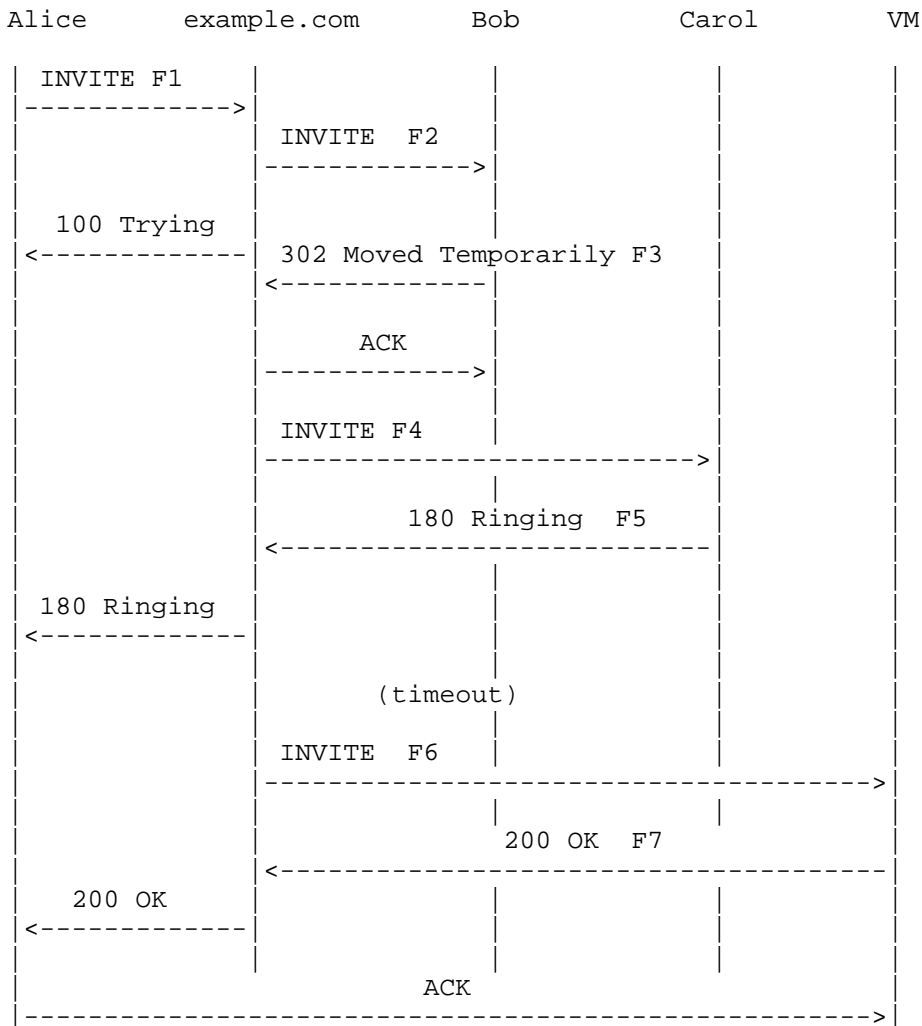 Alice example.com Bob Carol VM
INVITE F1
INVITE F2
100 Trying
302 Moved Temporarily F3
ACK
INVITE F4
180 Ringing F5
180 Ringing
(timeout)
INVITE F6
200 OK F7
200 OK
ACK